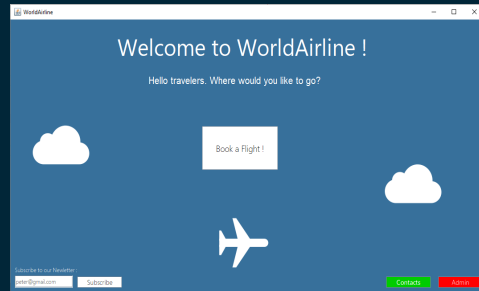 WorldAirline
Welcome to WorldAirline !
Hello travelers. Where would you like to go?
Book a Flight !
Subscribe to our Newletter :
peter@gmail.com
Subscribe
Contacts
Admin